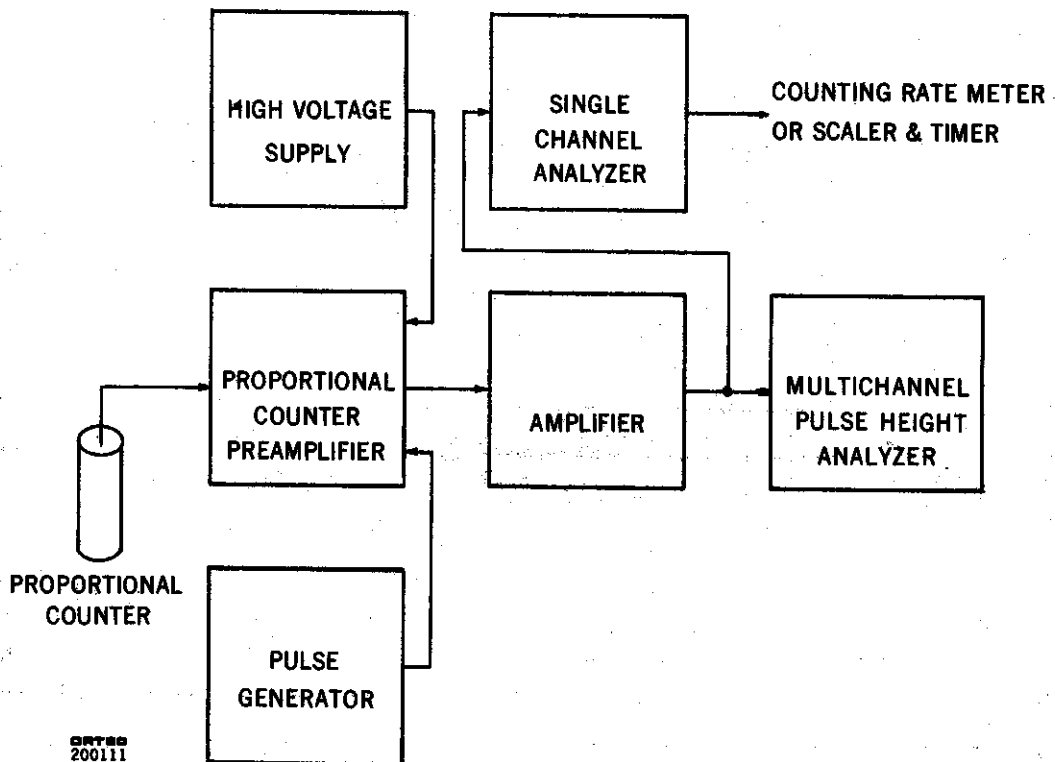 HIGH VOLTAGE
SUPPLY
SINGLE
CHANNEL
ANALYZER
COUNTING RATE METER
OR SCALER & TIMER
PROPORTIONAL
COUNTER
PREAMPLIFIER
AMPLIFIER
MULTICHANNEL
PULSE HEIGHT
ANALYZER
PROPORTIONAL
COUNTER
PULSE
GENERATOR
ORTEC
200111